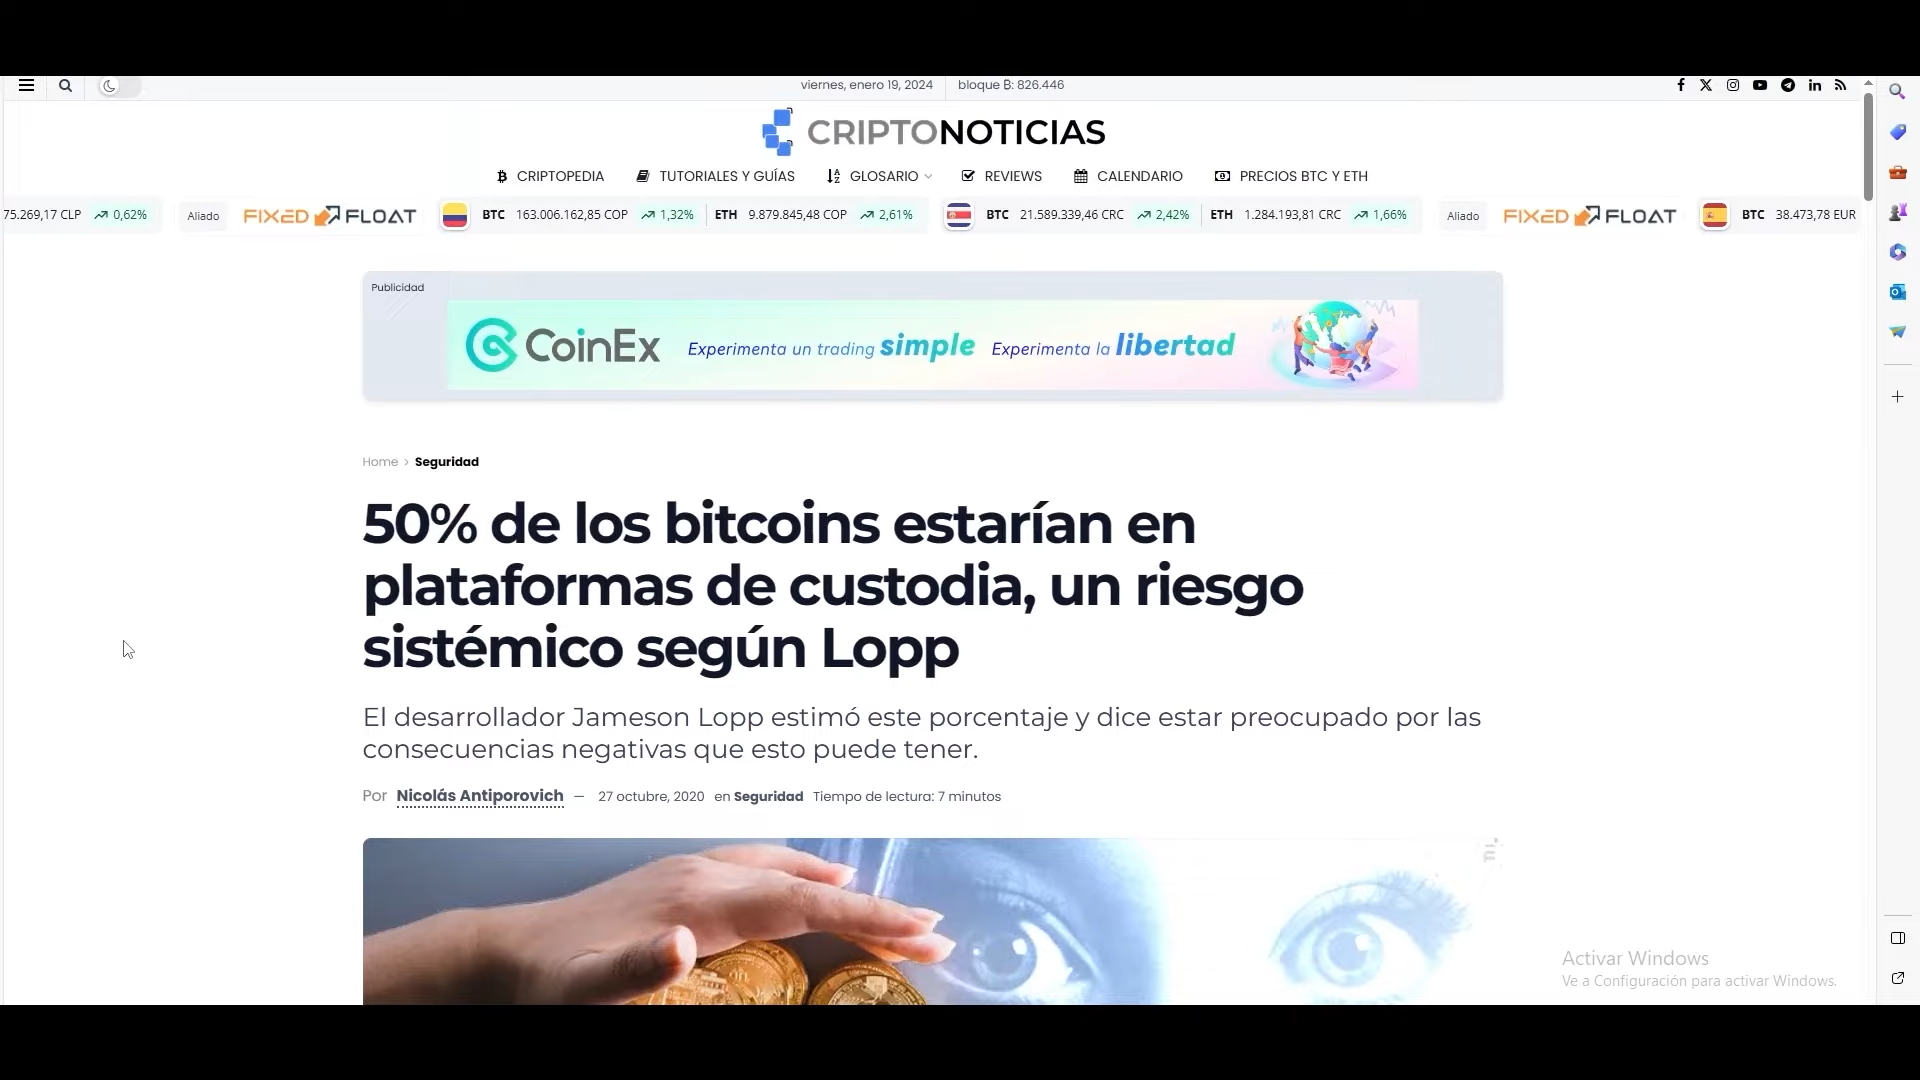 viernes, enero 19, 2024 bloque ₿: 826.446
CRIPTONOTICIAS
CRIPTOPEDIA TUTORIALES Y GUÍAS GLOSARIO REVIEWS CALENDARIO PRECIOS BTC Y ETH
75.269,17 CLP 0,62% Aliado FIXED FLOAT BTC 163.006.162,85 COP 1,32% ETH 9.879.845,48 COP 2,61% BTC 21.589.339,46 CRC 2,42% ETH 1.284.193,81 CRC 1,66% Aliado FIXED FLOAT BTC 38.473,78 EUR
Publicidad
CoinEx Experimenta un trading simple Experimenta la libertad
Home > Seguridad
50% de los bitcoins estarían en
plataformas de custodia, un riesgo
sistémico según Lopp
El desarrollador Jameson Lopp estimó este porcentaje y dice estar preocupado por las
consecuencias negativas que esto puede tener.
Por Nicolás Antiporovich — 27 octubre, 2020 en Seguridad Tiempo de lectura: 7 minutos
Activar Windows
Ve a Configuración para activar Windows.